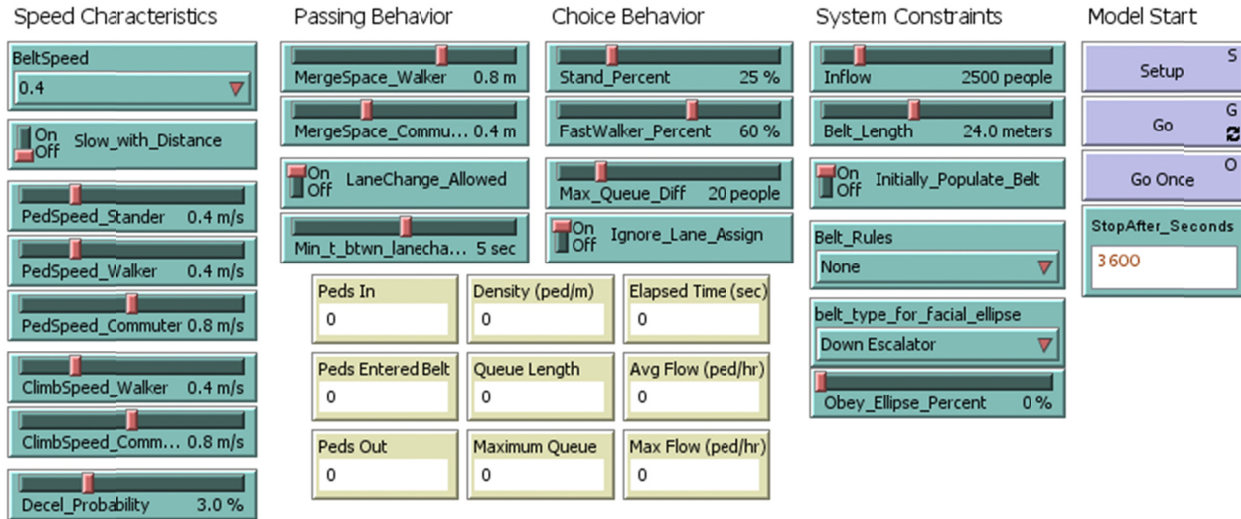 Speed Characteristics
BeltSpeed
0.4
On
Off
Slow_with_Distance
PedSpeed_Stander 0.4 m/s
PedSpeed_Walker 0.4 m/s
PedSpeed_Commuter 0.8 m/s
ClimbSpeed_Walker 0.4 m/s
ClimbSpeed_Comm... 0.8 m/s
Decel_Probability 3.0 %
Passing Behavior
MergeSpace_Walker 0.8 m
MergeSpace_Commu... 0.4 m
On
Off
LaneChange_Allowed
Min_t_btwn_lanecha... 5 sec
Choice Behavior
Stand_Percent 25 %
FastWalker_Percent 60 %
Max_Queue_Diff 20 people
On
Off
Ignore_Lane_Assign
Peds In
0
Density (ped/m)
0
Elapsed Time (sec)
0
Peds Entered Belt
0
Queue Length
0
Avg Flow (ped/hr)
0
Peds Out
0
Maximum Queue
0
Max Flow (ped/hr)
0
System Constraints
Inflow 2500 people
Belt_Length 24.0 meters
On
Off
Initially_Populate_Belt
Belt_Rules
None
belt_type_for_facial_ellipse
Down Escalator
Obey_Ellipse_Percent 0 %
Model Start
Setup S
Go G
Go Once O
StopAfter_Seconds
3600